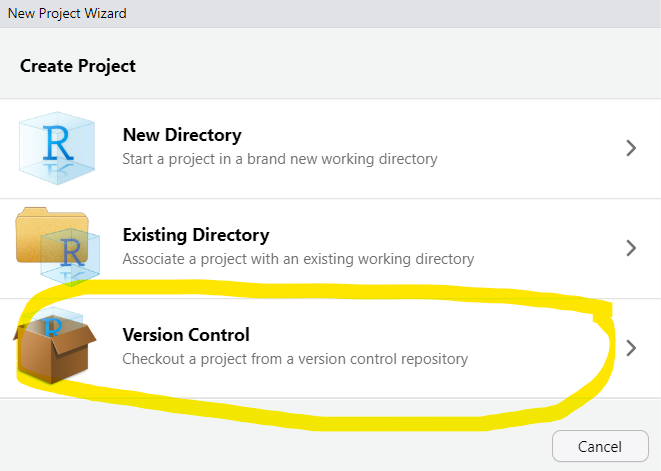 New Project Wizard
Create Project
R
New Directory
Start a project in a brand new working directory
R
Existing Directory
Associate a project with an existing working directory
R
Version Control
Checkout a project from a version control repository
Cancel